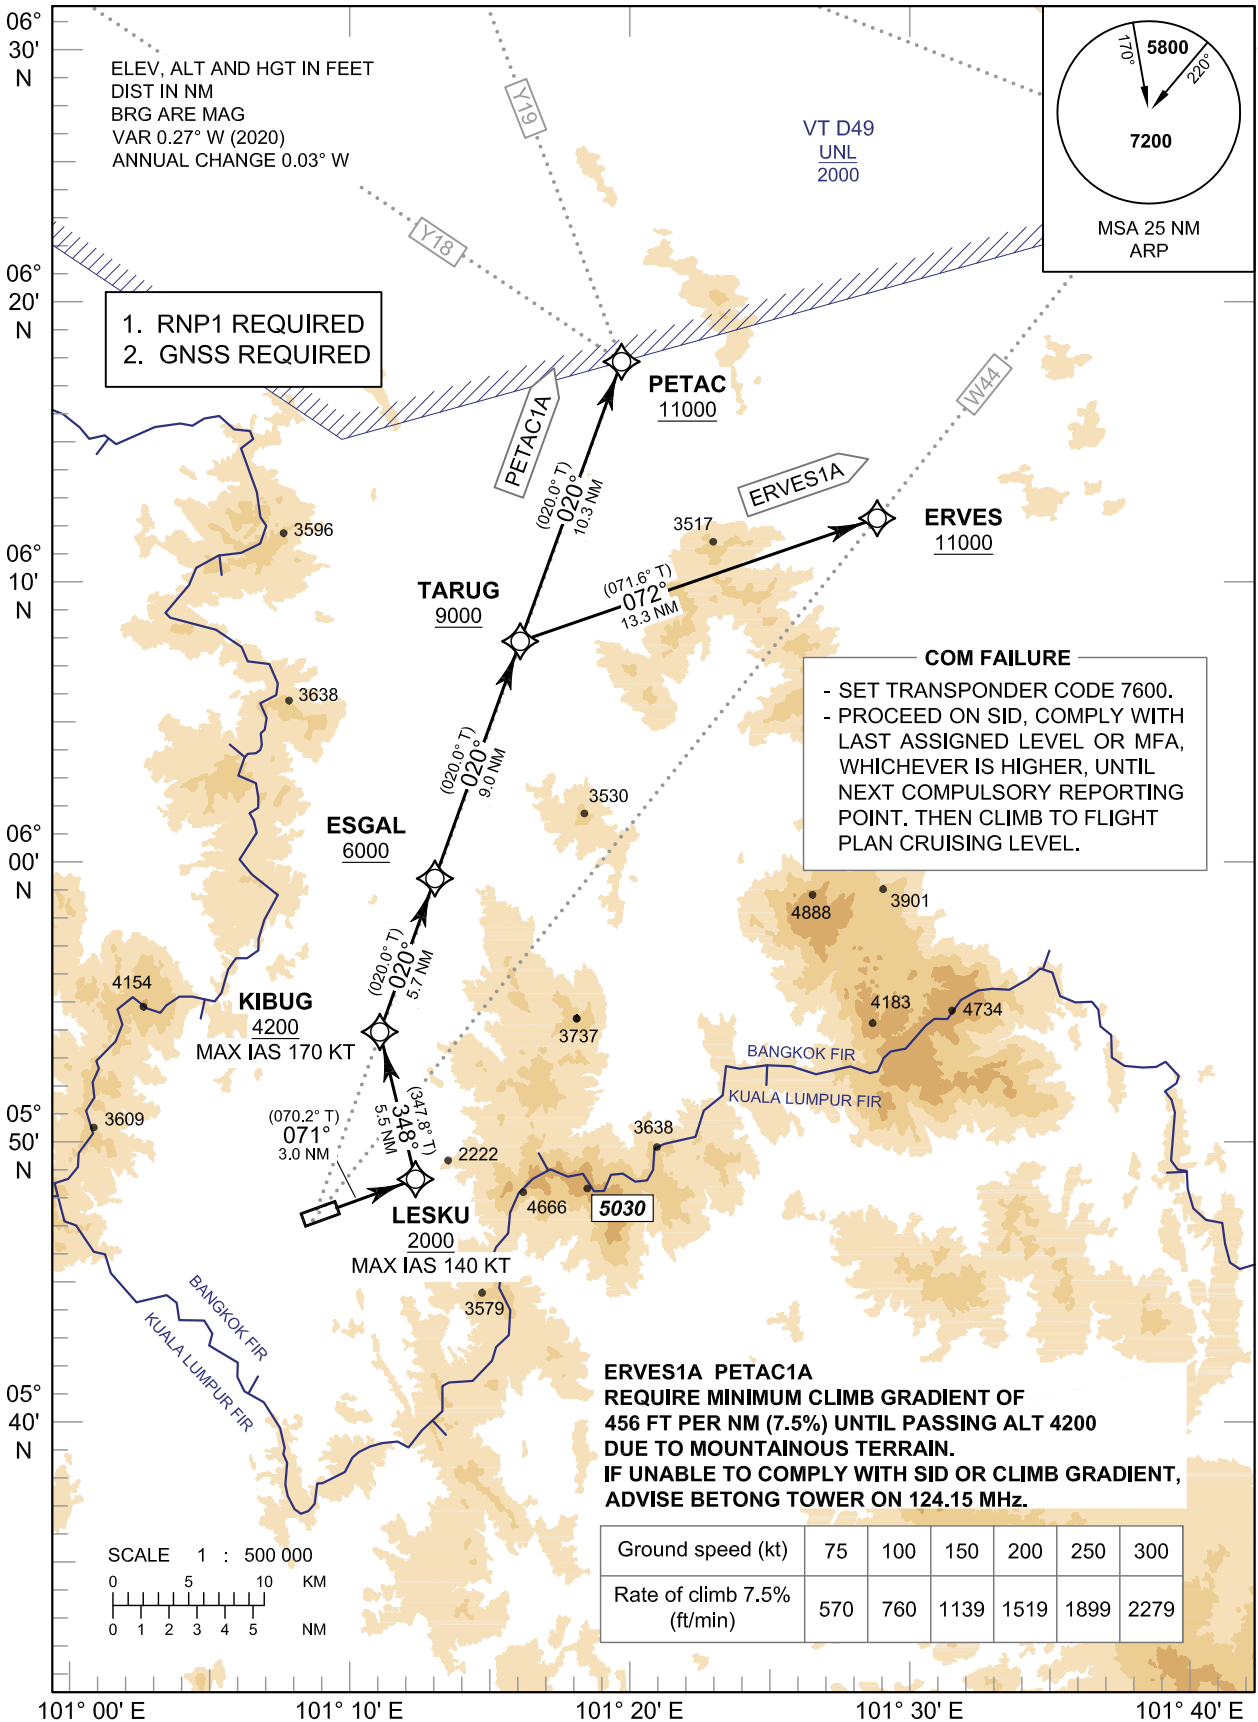 06°
30'
N
ELEV, ALT AND HGT IN FEET
DIST IN NM
BRG ARE MAG
VAR 0.27° W (2020)
ANNUAL CHANGE 0.03° W
Y19
Y18
VT D49
UNL
2000
170°
5800
220°
7200
MSA 25 NM
ARP
06°
20'
N
1. RNP1 REQUIRED
2. GNSS REQUIRED
PETAC
11000
W44
PETAC1A
ERVES1A
(020.0° T)
020°
10.3 NM
ERVES
11000
3596
3517
06°
10'
N
TARUG
9000
(071.6° T)
072°
13.3 NM
3638
COM FAILURE
- SET TRANSPONDER CODE 7600.
- PROCEED ON SID, COMPLY WITH
LAST ASSIGNED LEVEL OR MFA,
WHICHEVER IS HIGHER, UNTIL
NEXT COMPULSORY REPORTING
POINT. THEN CLIMB TO FLIGHT
PLAN CRUISING LEVEL.
(020.0° T)
020°
9.0 NM
3530
06°
00'
N
ESGAL
6000
4888
3901
(020.0° T)
020°
5.7 NM
4154
KIBUG
4200
MAX IAS 170 KT
3737
4183
4734
BANGKOK FIR
KUALA LUMPUR FIR
05°
50'
N
3609
(070.2° T)
071°
3.0 NM
(347.8° T)
348°
5.5 NM
2222
3638
4666
5030
LESKU
2000
MAX IAS 140 KT
3579
BANGKOK FIR
KUALA LUMPUR FIR
05°
40'
N
ERVES1A PETAC1A
REQUIRE MINIMUM CLIMB GRADIENT OF
456 FT PER NM (7.5%) UNTIL PASSING ALT 4200
DUE TO MOUNTAINOUS TERRAIN.
IF UNABLE TO COMPLY WITH SID OR CLIMB GRADIENT,
ADVISE BETONG TOWER ON 124.15 MHz.
SCALE 1 : 500 000
0 5 10 KM
0 1 2 3 4 5 NM
Ground speed (kt) 75 100 150 200 250 300
Rate of climb 7.5%
(ft/min) 570 760 1139 1519 1899 2279
101° 00' E 101° 10' E 101° 20' E 101° 30' E 101° 40' E